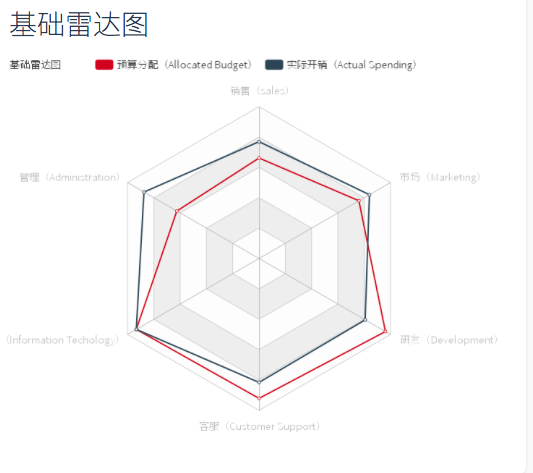 基础雷达图
基础雷达图 预算分配（Allocated Budget） 实际开销（Actual Spending）
销售（sales）
管理（Administration） 市场（Marketing）
(Information Techology) 研发（Development）
客服（Customer Support）